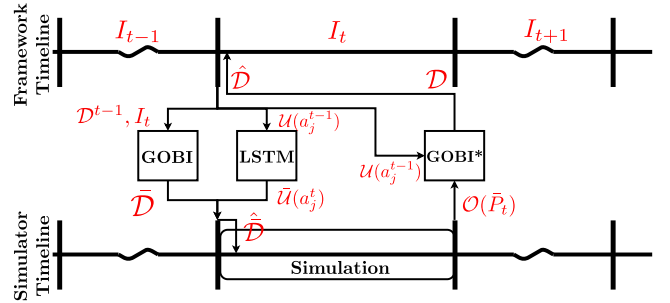 Framework
Timeline
I_{t-1}
I_t
I_{t+1}
\hat{\mathcal{D}}
\mathcal{D}
\mathcal{D}^{t-1}, I_t
\mathcal{U}(a_j^{t-1})
GOBI
LSTM
\mathcal{U}(a_j^{t-1})
GOBI*
\bar{\mathcal{D}}
\bar{\mathcal{U}}(a_j^t)
\mathcal{O}(\bar{P}_t)
Simulator
Timeline
\hat{\bar{\mathcal{D}}}
Simulation